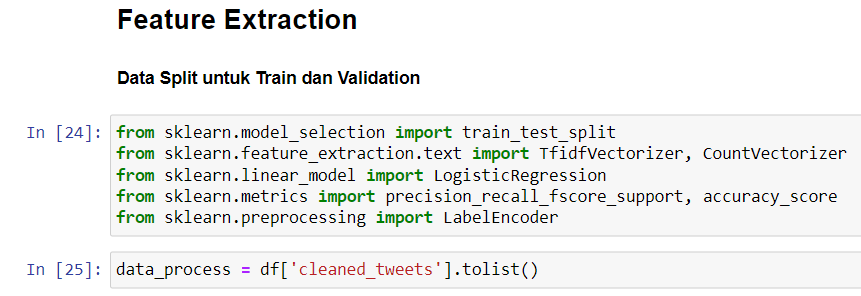 Feature Extraction
Data Split untuk Train dan Validation
In [24]: from sklearn.model_selection import train_test_split
from sklearn.feature_extraction.text import TfidfVectorizer, CountVectorizer
from sklearn.linear_model import LogisticRegression
from sklearn.metrics import precision_recall_fscore_support, accuracy_score
from sklearn.preprocessing import LabelEncoder
In [25]: data_process = df['cleaned_tweets'].tolist()